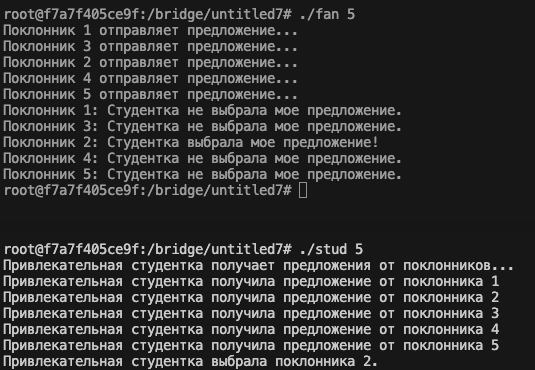 root@f7a7f405ce9f:/bridge/untitled7# ./fan 5
Поклонник 1 отправляет предложение...
Поклонник 3 отправляет предложение...
Поклонник 2 отправляет предложение...
Поклонник 4 отправляет предложение...
Поклонник 5 отправляет предложение...
Поклонник 1: Студентка не выбрала мое предложение.
Поклонник 3: Студентка не выбрала мое предложение.
Поклонник 2: Студентка выбрала мое предложение!
Поклонник 4: Студентка не выбрала мое предложение.
Поклонник 5: Студентка не выбрала мое предложение.
root@f7a7f405ce9f:/bridge/untitled7#
root@f7a7f405ce9f:/bridge/untitled7# ./stud 5
Привлекательная студентка получает предложения от поклонников...
Привлекательная студентка получила предложение от поклонника 1
Привлекательная студентка получила предложение от поклонника 2
Привлекательная студентка получила предложение от поклонника 3
Привлекательная студентка получила предложение от поклонника 4
Привлекательная студентка получила предложение от поклонника 5
Привлекательная студентка выбрала поклонника 2.